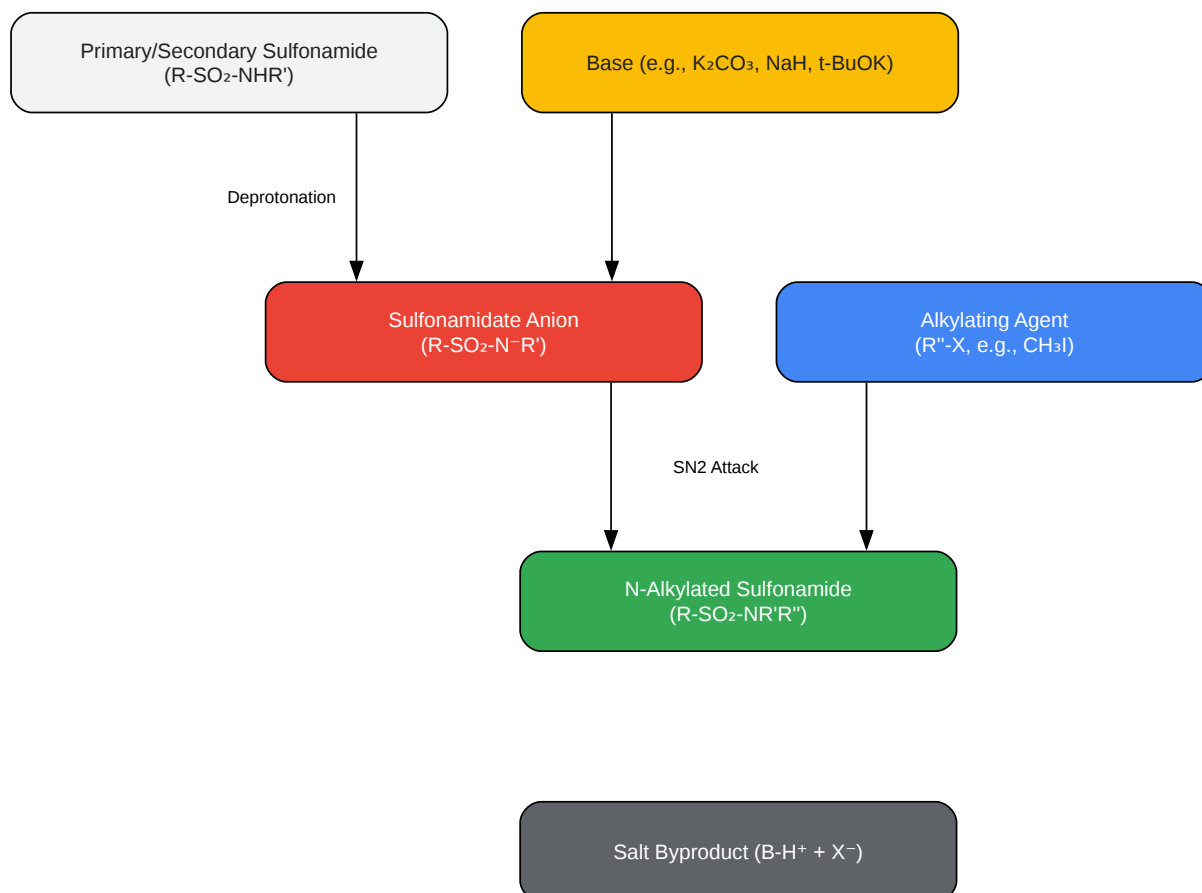 Primary/Secondary Sulfonamide
(R-SO₂-NHR')
Base (e.g., K₂CO₃, NaH, t-BuOK)
Deprotonation
Sulfonamidate Anion
(R-SO₂-N⁻R')
Alkylating Agent
(R''-X, e.g., CH₃I)
SN2 Attack
N-Alkylated Sulfonamide
(R-SO₂-NR'R'')
Salt Byproduct (B-H⁺ + X⁻)